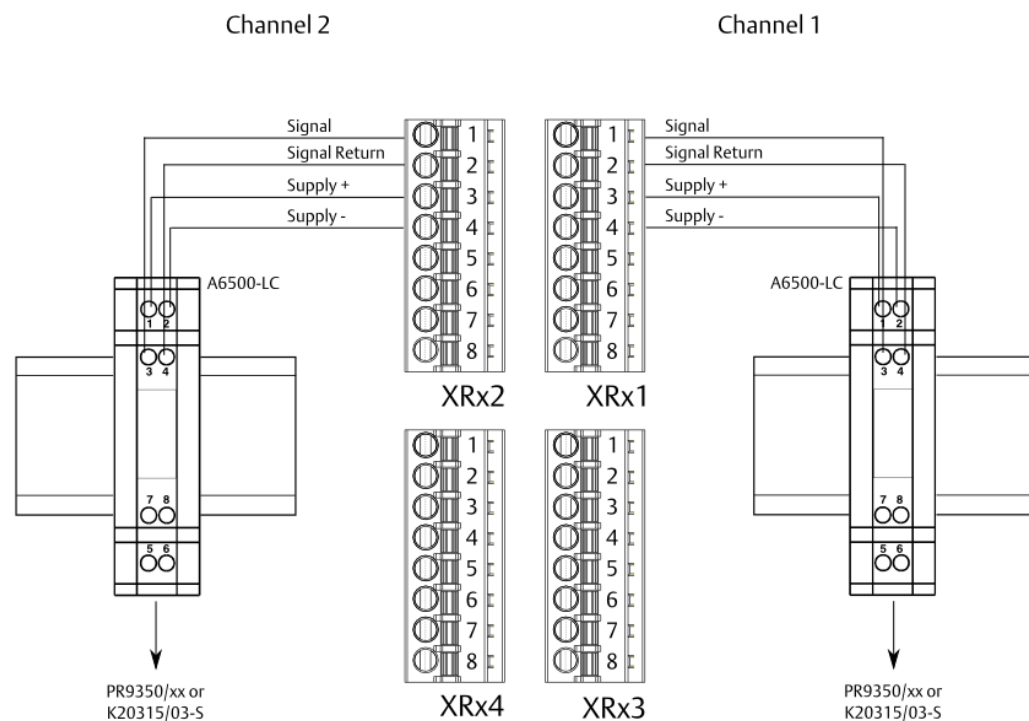 Channel 2
Channel 1
Signal
Signal Return
Supply +
Supply -
1
2
3
4
5
6
7
8
XRx2
1
2
3
4
5
6
7
8
XRx1
Signal
Signal Return
Supply +
Supply -
A6500-LC
1 2
3 4
7 8
5 6
PR9350/xx or
K20315/03-S
A6500-LC
1 2
3 4
7 8
5 6
PR9350/xx or
K20315/03-S
1
2
3
4
5
6
7
8
XRx4
1
2
3
4
5
6
7
8
XRx3